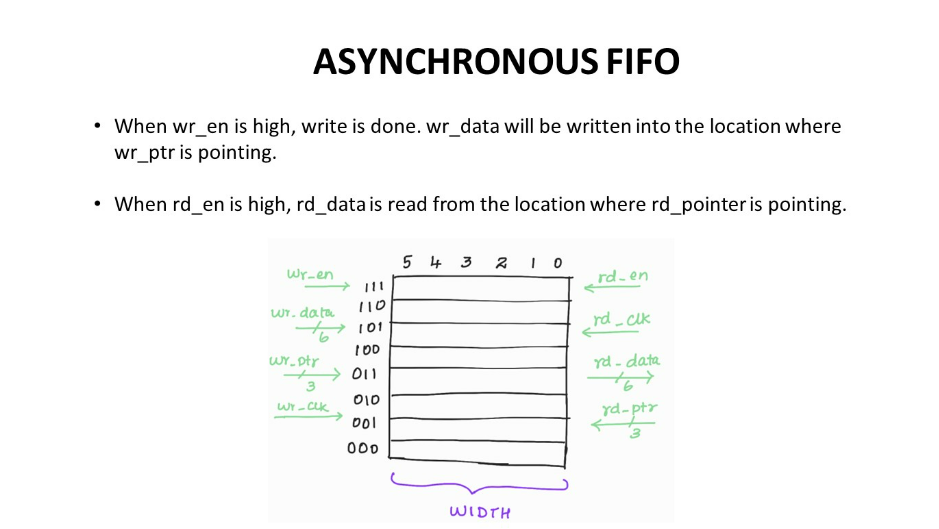 ASYNCHRONOUS FIFO
• When wr_en is high, write is done. wr_data will be written into the location where
wr_ptr is pointing.
• When rd_en is high, rd_data is read from the location where rd_pointer is pointing.
5 4 3 2 1 0
wr_en
111
rd_en
110
wr_data
6
101
rd_clk
100
wr_ptr
3
011
rd_data
6
010
wr_clk
001
rd_ptr
3
000
WIDTH